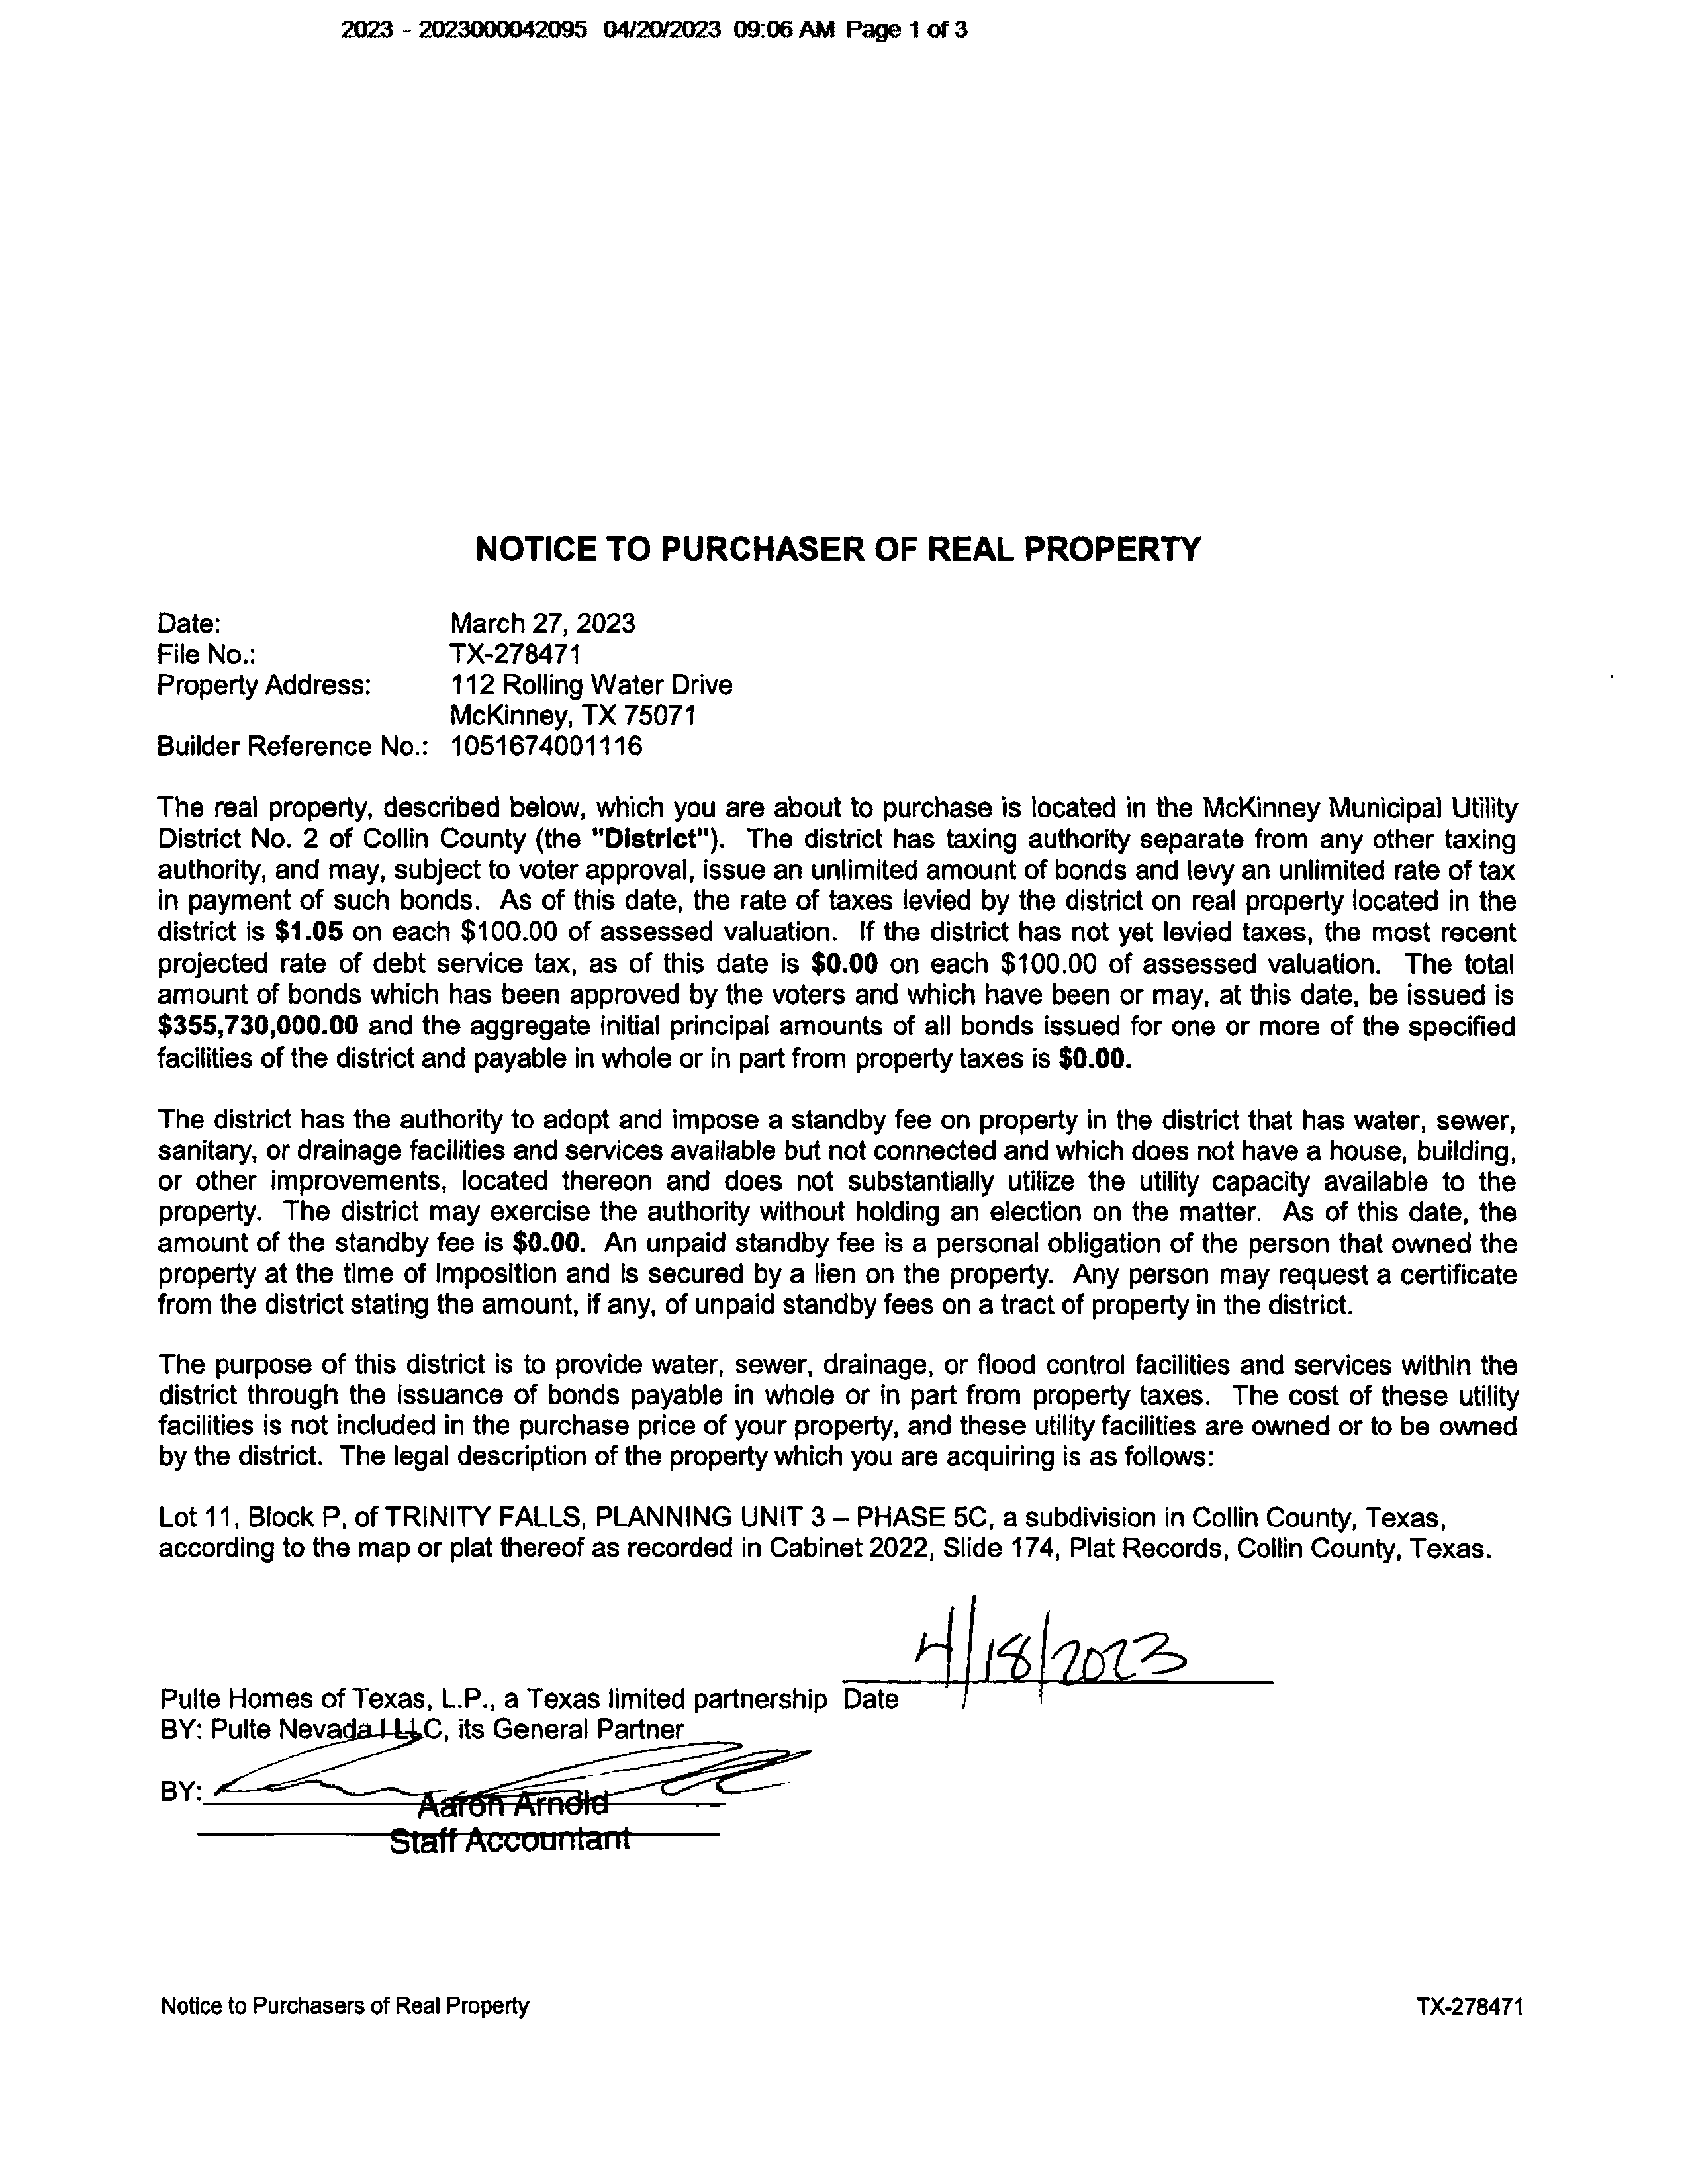 2023 - 2023000042095 04/20/2023 09:06 AM Page 1 of 3
NOTICE TO PURCHASER OF REAL PROPERTY
Date: March 27, 2023
File No.: TX-278471
Property Address: 112 Rolling Water Drive
McKinney, TX 75071
Builder Reference No.: 1051674001116
The real property, described below, which you are about to purchase is located in the McKinney Municipal Utility
District No. 2 of Collin County (the "District"). The district has taxing authority separate from any other taxing
authority, and may, subject to voter approval, issue an unlimited amount of bonds and levy an unlimited rate of tax
in payment of such bonds. As of this date, the rate of taxes levied by the district on real property located in the
district is $1.05 on each $100.00 of assessed valuation. If the district has not yet levied taxes, the most recent
projected rate of debt service tax, as of this date is $0.00 on each $100.00 of assessed valuation. The total
amount of bonds which has been approved by the voters and which have been or may, at this date, be issued is
$355,730,000.00 and the aggregate initial principal amounts of all bonds issued for one or more of the specified
facilities of the district and payable in whole or in part from property taxes is $0.00.
The district has the authority to adopt and impose a standby fee on property in the district that has water, sewer,
sanitary, or drainage facilities and services available but not connected and which does not have a house, building,
or other improvements, located thereon and does not substantially utilize the utility capacity available to the
property. The district may exercise the authority without holding an election on the matter. As of this date, the
amount of the standby fee is $0.00. An unpaid standby fee is a personal obligation of the person that owned the
property at the time of imposition and is secured by a lien on the property. Any person may request a certificate
from the district stating the amount, if any, of unpaid standby fees on a tract of property in the district.
The purpose of this district is to provide water, sewer, drainage, or flood control facilities and services within the
district through the issuance of bonds payable in whole or in part from property taxes. The cost of these utility
facilities is not included in the purchase price of your property, and these utility facilities are owned or to be owned
by the district. The legal description of the property which you are acquiring is as follows:
Lot 11, Block P, of TRINITY FALLS, PLANNING UNIT 3 – PHASE 5C, a subdivision in Collin County, Texas,
according to the map or plat thereof as recorded in Cabinet 2022, Slide 174, Plat Records, Collin County, Texas.
4/18/2023
Pulte Homes of Texas, L.P., a Texas limited partnership Date
BY: Pulte Nevada I LLC, its General Partner
BY:
Aaron Arnold
Staff Accountant
Notice to Purchasers of Real Property TX-278471